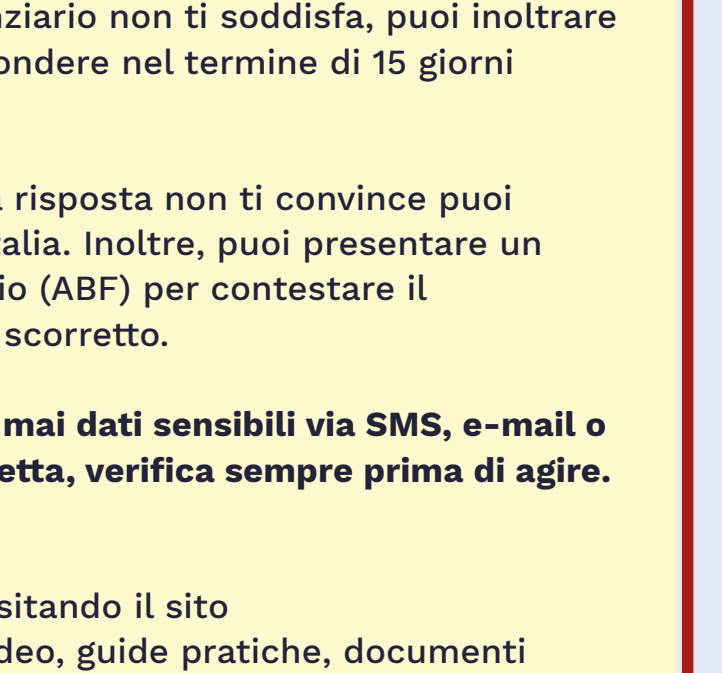 nziario non ti soddisfa, puoi inoltrare
ondere nel termine di 15 giorni
risposta non ti convince puoi
talia. Inoltre, puoi presentare un
io (ABF) per contestare il
scorretto.
mai dati sensibili via SMS, e-mail o
etta, verifica sempre prima di agire.
sitando il sito
deo, guide pratiche, documenti